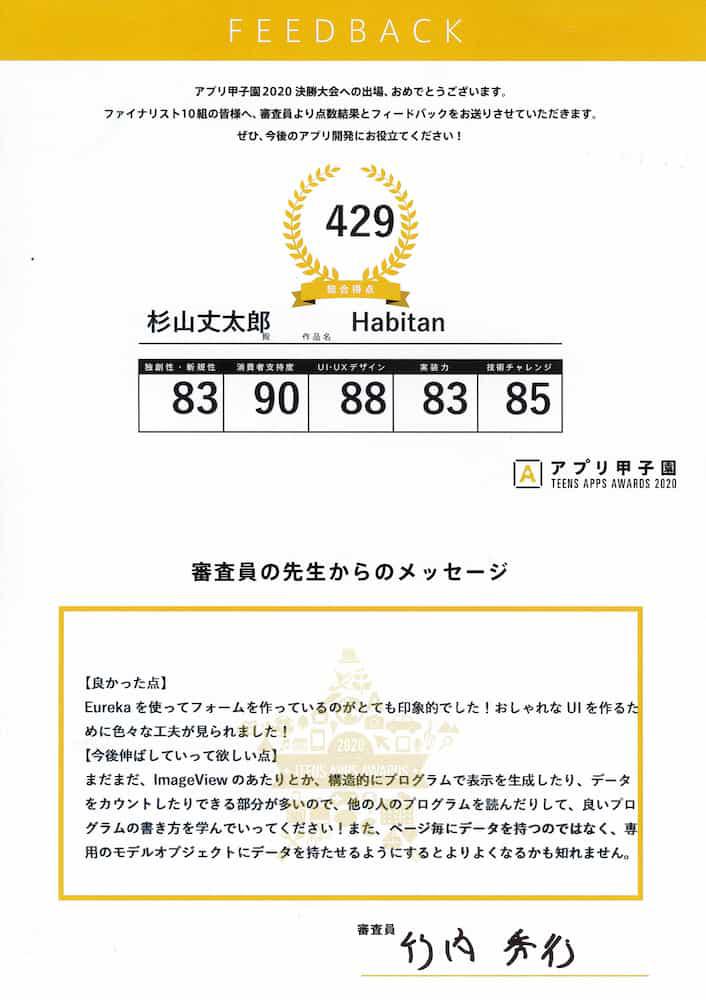 FEEDBACK
アプリ甲子園2020 決勝大会への出場、おめでとうございます。
ファイナリスト10組の皆様へ、審査員より点数結果とフィードバックをお送りさせていただきます。
ぜひ、今後のアプリ開発にお役立てください！
429
総合得点
杉山丈太郎 殿 作品名 Habitan
独創性・新規性 消費者支持度 UI・UXデザイン 実装力 技術チャレンジ
83 90 88 83 85
A アプリ甲子園
TEENS APPS AWARDS 2020
審査員の先生からのメッセージ
【良かった点】
Eurekaを使ってフォームを作っているのがとても印象的でした！おしゃれなUIを作るた
めに色々な工夫が見られました！
2020
【今後伸ばしていって欲しい点】
TEENS APPS AWARDS
まだまだ、ImageViewのあたりとか、構造的にプログラムで表示を生成したり、データ
をカウントしたりできる部分が多いので、他の人のプログラムを読んだりして、良いプロ
グラムの書き方を学んでいってください！また、ページ毎にデータを持つのではなく、専
用のモデルオブジェクトにデータを持たせるようにするとよりよくなるかも知れません。
審査員 竹内 秀行